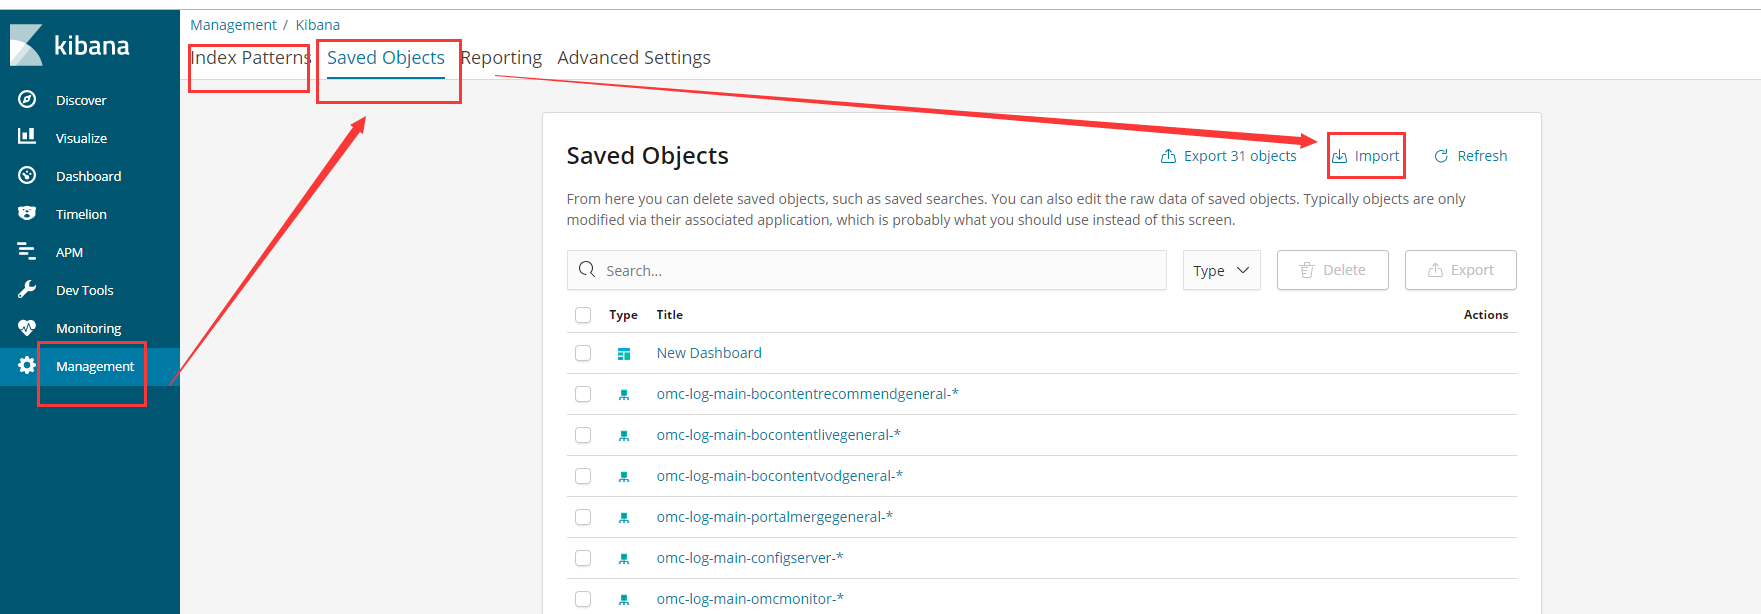 Management / Kibana
kibana
Index Patterns Saved Objects Reporting Advanced Settings
Discover
Visualize
Dashboard
Timelion
APM
Dev Tools
Monitoring
Management
Saved Objects
Export 31 objects Import Refresh
From here you can delete saved objects, such as saved searches. You can also edit the raw data of saved objects. Typically objects are only
modified via their associated application, which is probably what you should use instead of this screen.
Search... Type Delete Export
Type Title Actions
New Dashboard
omc-log-main-bocontentrecommendgeneral-*
omc-log-main-bocontentlivegeneral-*
omc-log-main-bocontentvodgeneral-*
omc-log-main-portalmergegeneral-*
omc-log-main-configserver-*
omc-log-main-omcmonitor-*